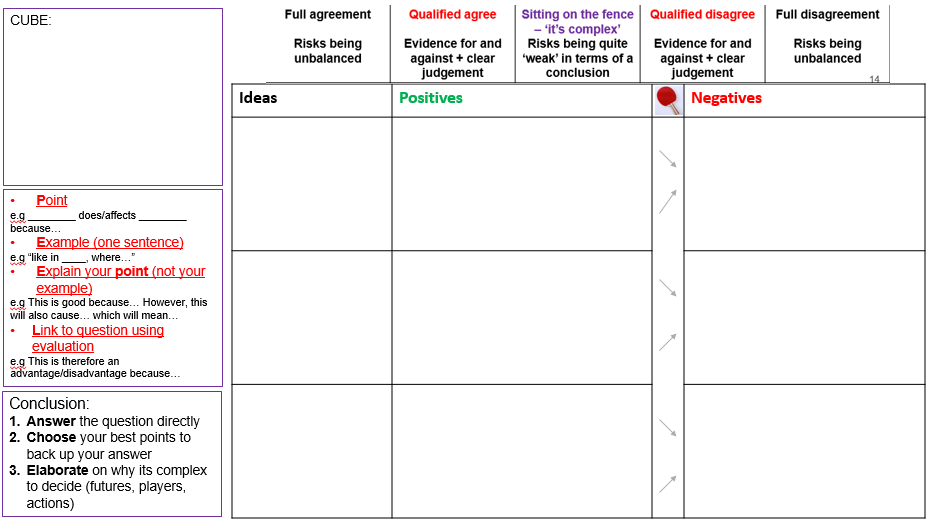 CUBE:
• Point
e.g ________ does/affects ________
because…
• Example (one sentence)
e.g “like in ____, where…”
• Explain your point (not your
example)
e.g This is good because… However, this
will also cause… which will mean…
• Link to question using
evaluation
e.g This is therefore an
advantage/disadvantage because…
Conclusion:
1. Answer the question directly
2. Choose your best points to
back up your answer
3. Elaborate on why its complex
to decide (futures, players,
actions)
Full agreement
Risks being
unbalanced
Qualified agree
Evidence for and
against + clear
judgement
Sitting on the fence
– ‘it’s complex’
Risks being quite
‘weak’ in terms of a
conclusion
Qualified disagree
Evidence for and
against + clear
judgement
Full disagreement
Risks being
unbalanced
14
Ideas
Positives
Negatives